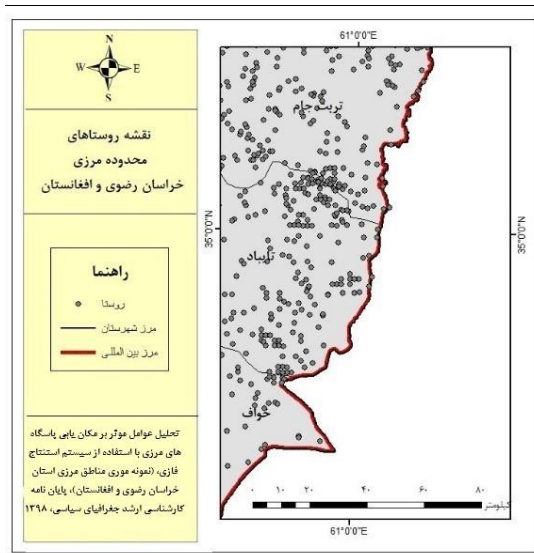 N
W E
S
نقشه روستاهای
محدوده مرزی
خراسان رضوی و افغانستان
راهنما
روستا
مرز شهرستان
مرز بین المللی
تحلیل عوامل موثر بر مکان یابی پاسگاه
های مرزی با استفاده از سیستم استنتاج
فازی، (نمونه موری مناطق مرزی استان
خراسان رضوی و افغانستان)، پایان نامه
کارشناسی ارشد جغرافیای سیاسی، ۱۳۹۸
61°0'0"E
تربت جام
35°0'0"N
35°0'0"N
تایباد
خواف
۰ ۱۰ ۲۰ ۴۰ ۶۰ ۸۰
کیلومتر
61°0'0"E